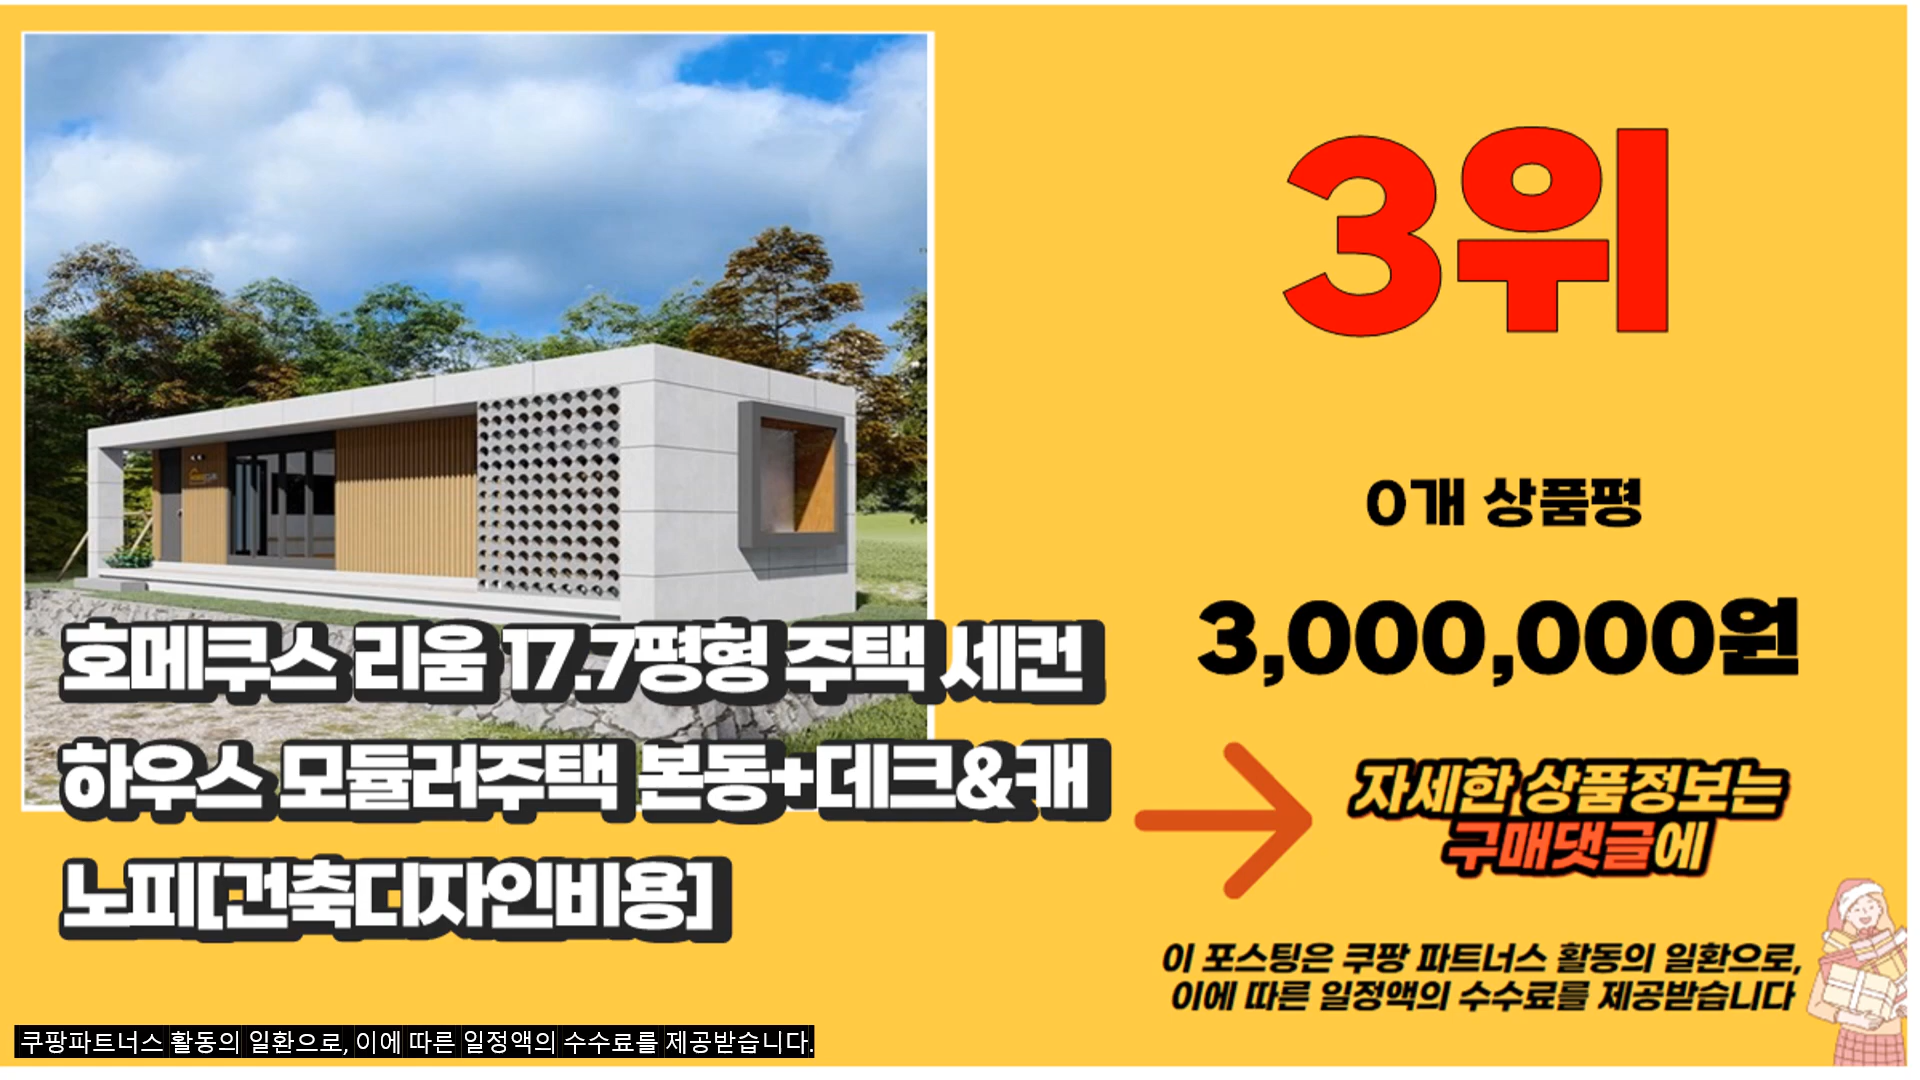 3위
0개 상품평
3,000,000원
호메쿠스 리움 17.7평형 주택 세컨
하우스 모듈러주택 본동+데크&캐
노피[건축디자인비용]
자세한 상품정보는
구매댓글에
이 포스팅은 쿠팡 파트너스 활동의 일환으로,
이에 따른 일정액의 수수료를 제공받습니다
쿠팡파트너스 활동의 일환으로, 이에 따른 일정액의 수수료를 제공받습니다.